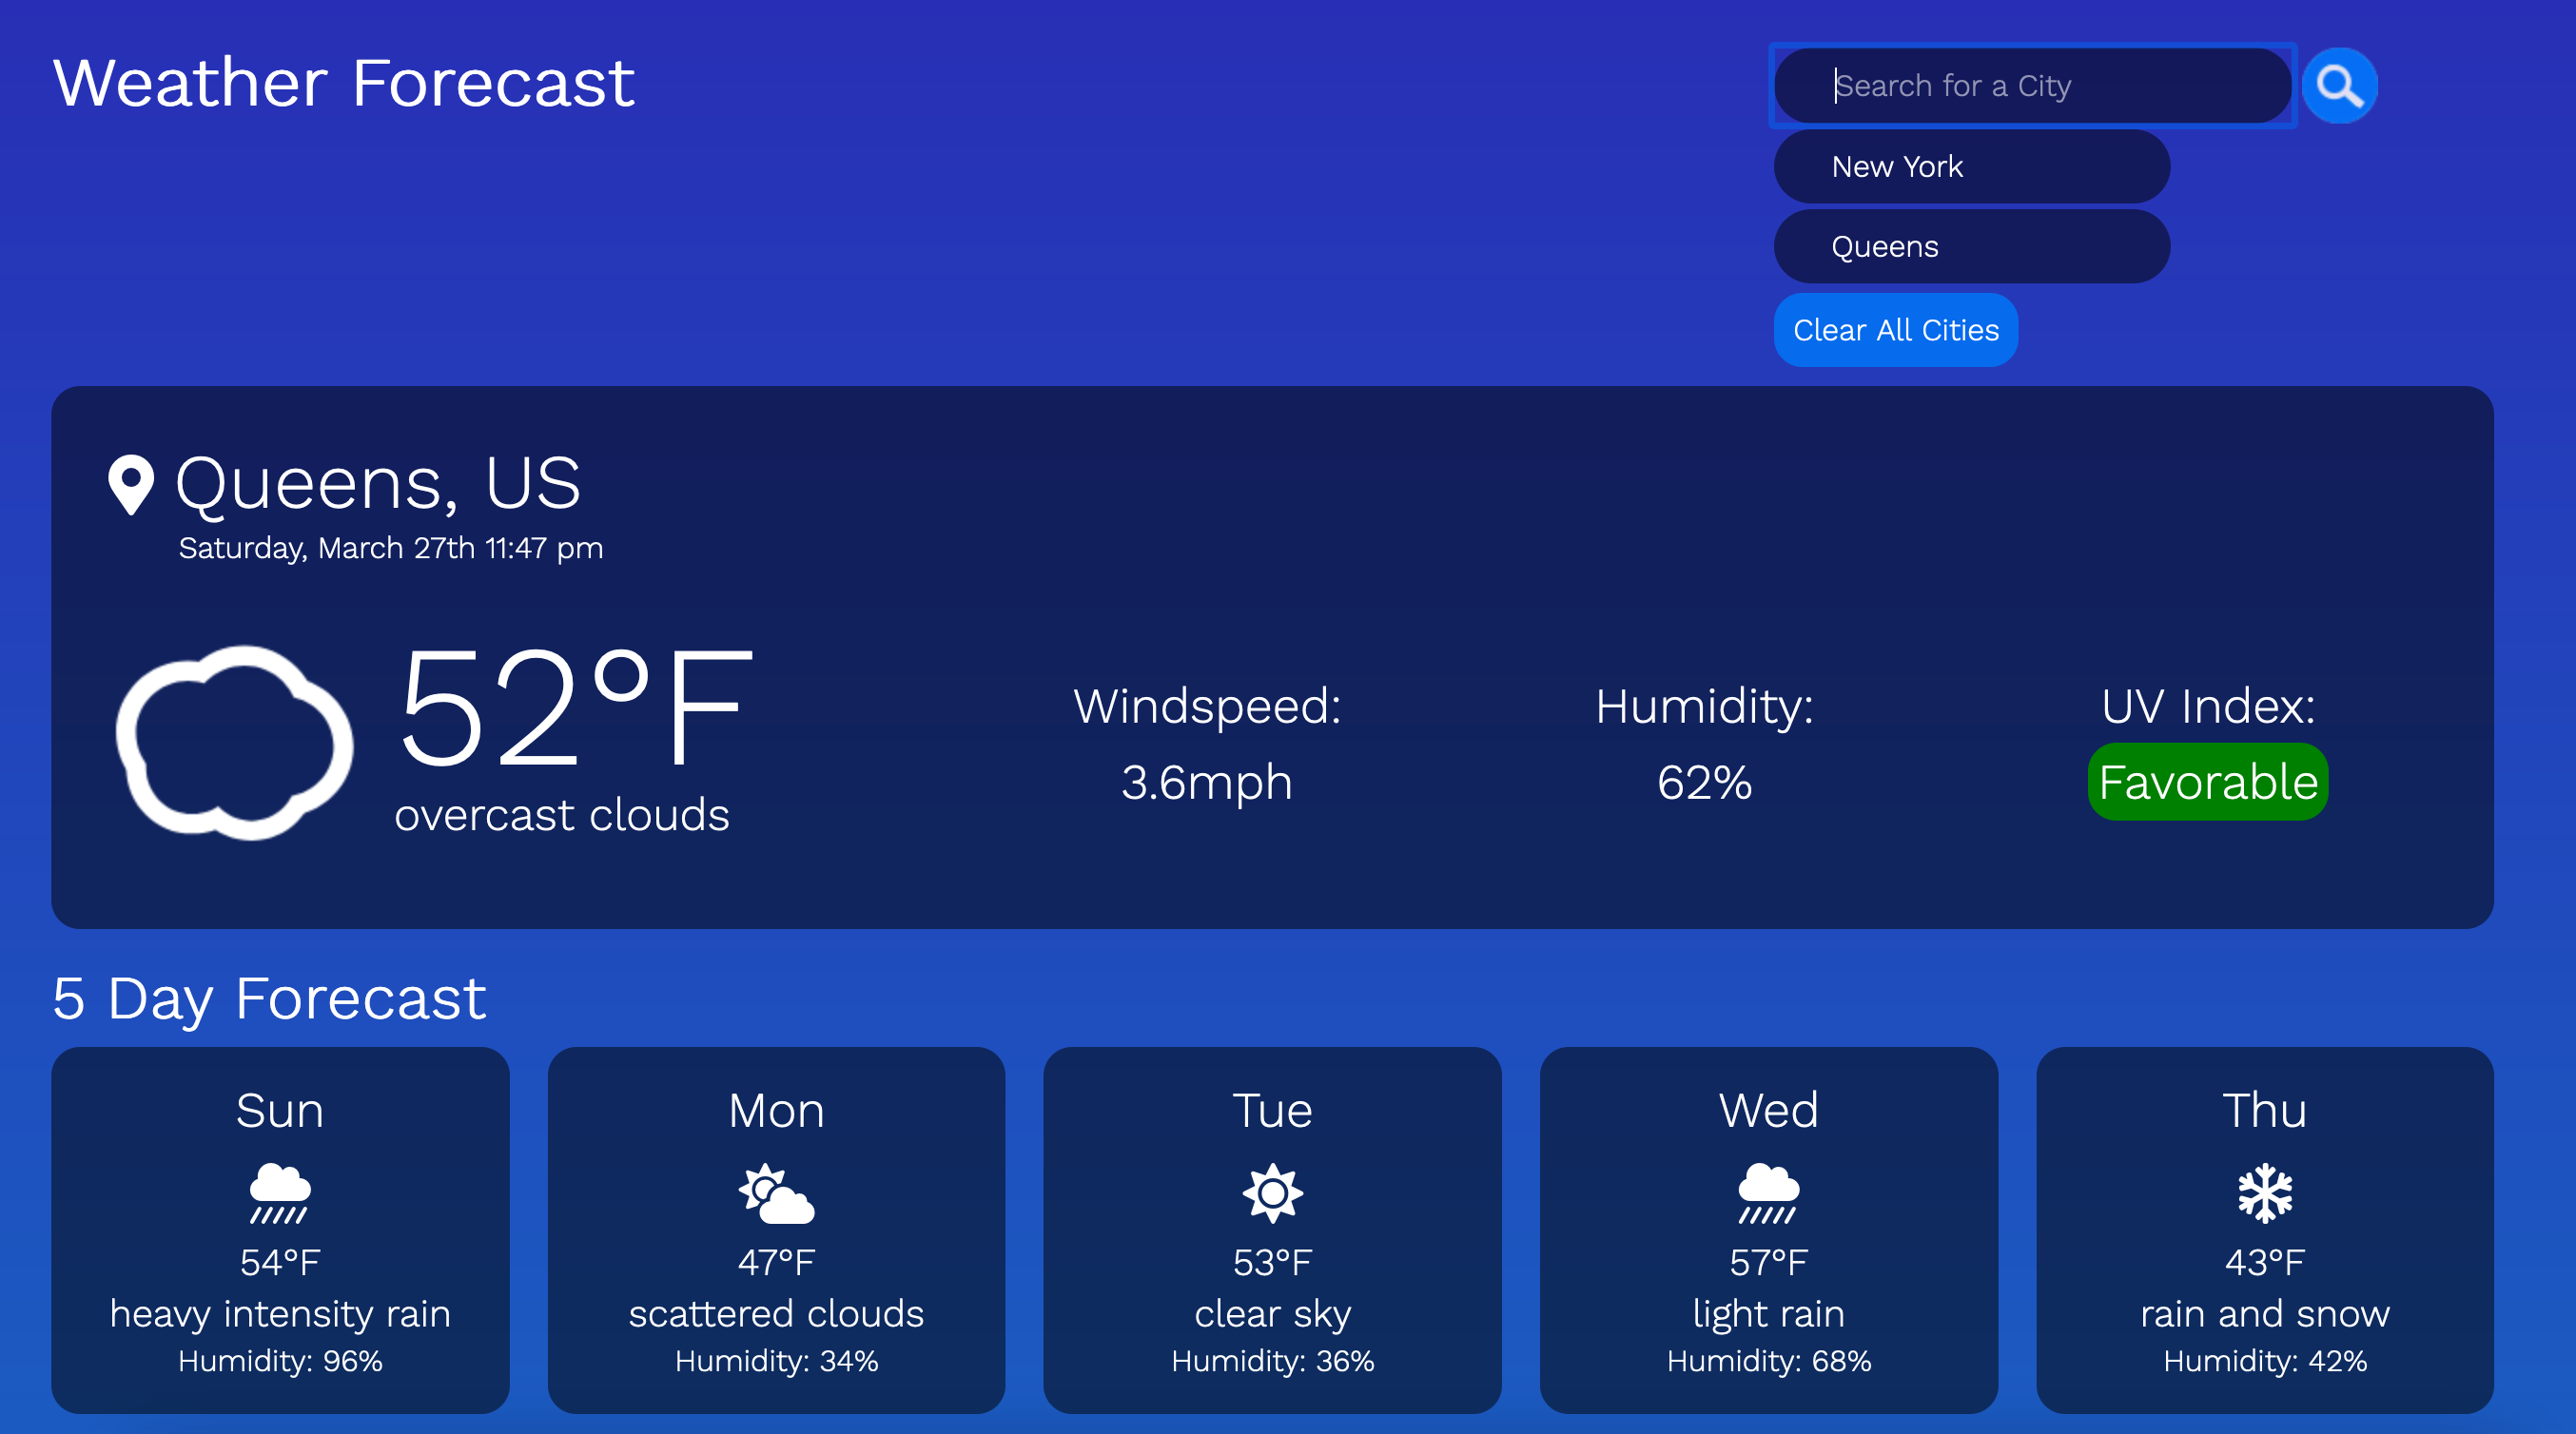 Weather Forecast
Search for a City
New York
Queens
Clear All Cities
Queens, US
Saturday, March 27th 11:47 pm
52°F
overcast clouds
Windspeed:
3.6mph
Humidity:
62%
UV Index:
Favorable
5 Day Forecast
Sun
54°F
heavy intensity rain
Humidity: 96%
Mon
47°F
scattered clouds
Humidity: 34%
Tue
53°F
clear sky
Humidity: 36%
Wed
57°F
light rain
Humidity: 68%
Thu
43°F
rain and snow
Humidity: 42%